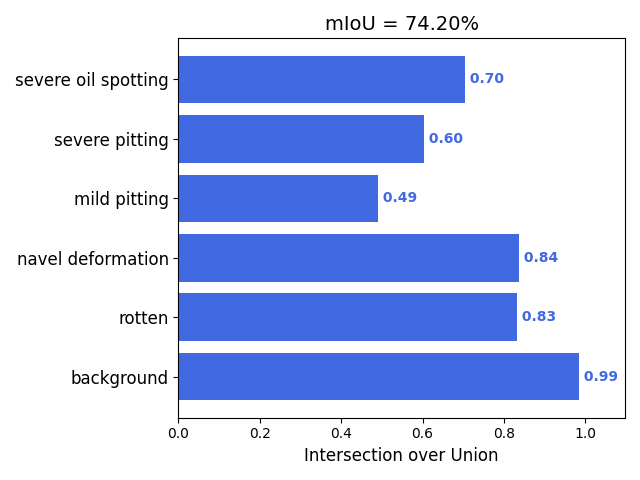 mIoU = 74.20%
severe oil spotting
0.70
severe pitting
0.60
mild pitting
0.49
navel deformation
0.84
rotten
0.83
background
0.99
0.0 0.2 0.4 0.6 0.8 1.0
Intersection over Union